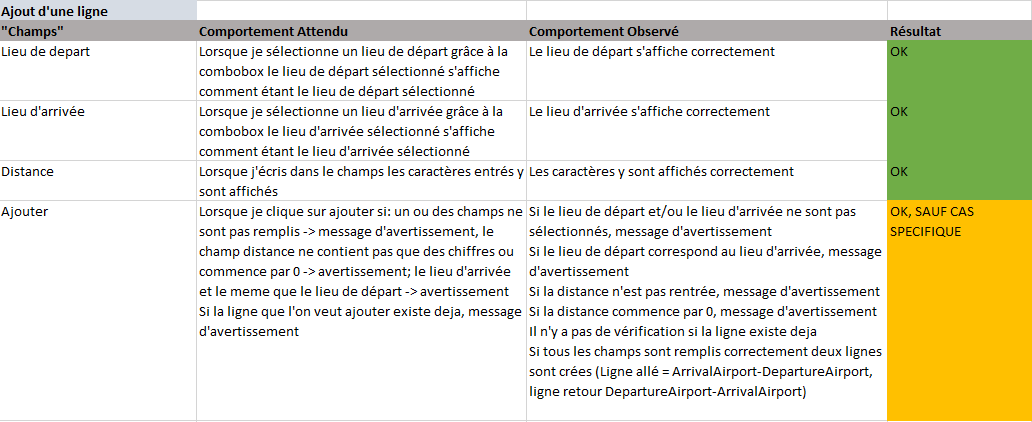 Ajout d'une ligne
"Champs" Comportement Attendu Comportement Observé Résultat
Lieu de depart
Lorsque je sélectionne un lieu de départ grâce à la
combobox le lieu de départ sélectionné s'affiche
comment étant le lieu de départ sélectionné
Le lieu de départ s'affiche correctement
OK
Lieu d'arrivée
Lorsque je sélectionne un lieu d'arrivée grâce à la
combobox le lieu d'arrivée sélectionné s'affiche
comment étant le lieu d'arrivée sélectionné
Le lieu d'arrivée s'affiche correctement
OK
Distance
Lorsque j'écris dans le champs les caractères entrés y
sont affichés
Les caractères y sont affichés correctement
OK
Ajouter
Lorsque je clique sur ajouter si: un ou des champs ne
sont pas remplis -> message d'avertissement, le
champ distance ne contient pas que des chiffres ou
commence par 0 -> avertissement; le lieu d'arrivée
et le meme que le lieu de départ -> avertissement
Si la ligne que l'on veut ajouter existe deja, message
d'avertissement
Si le lieu de départ et/ou le lieu d'arrivée ne sont pas
sélectionnés, message d'avertissement
Si le lieu de départ correspond au lieu d'arrivée, message
d'avertissement
Si la distance n'est pas rentrée, message d'avertissement
Si la distance commence par 0, message d'avertissement
Il n'y a pas de vérification si la ligne existe deja
Si tous les champs sont remplis correctement deux lignes
sont crées (Ligne allé = ArrivalAirport-DepartureAirport,
ligne retour DepartureAirport-ArrivalAirport)
OK, SAUF CAS
SPECIFIQUE